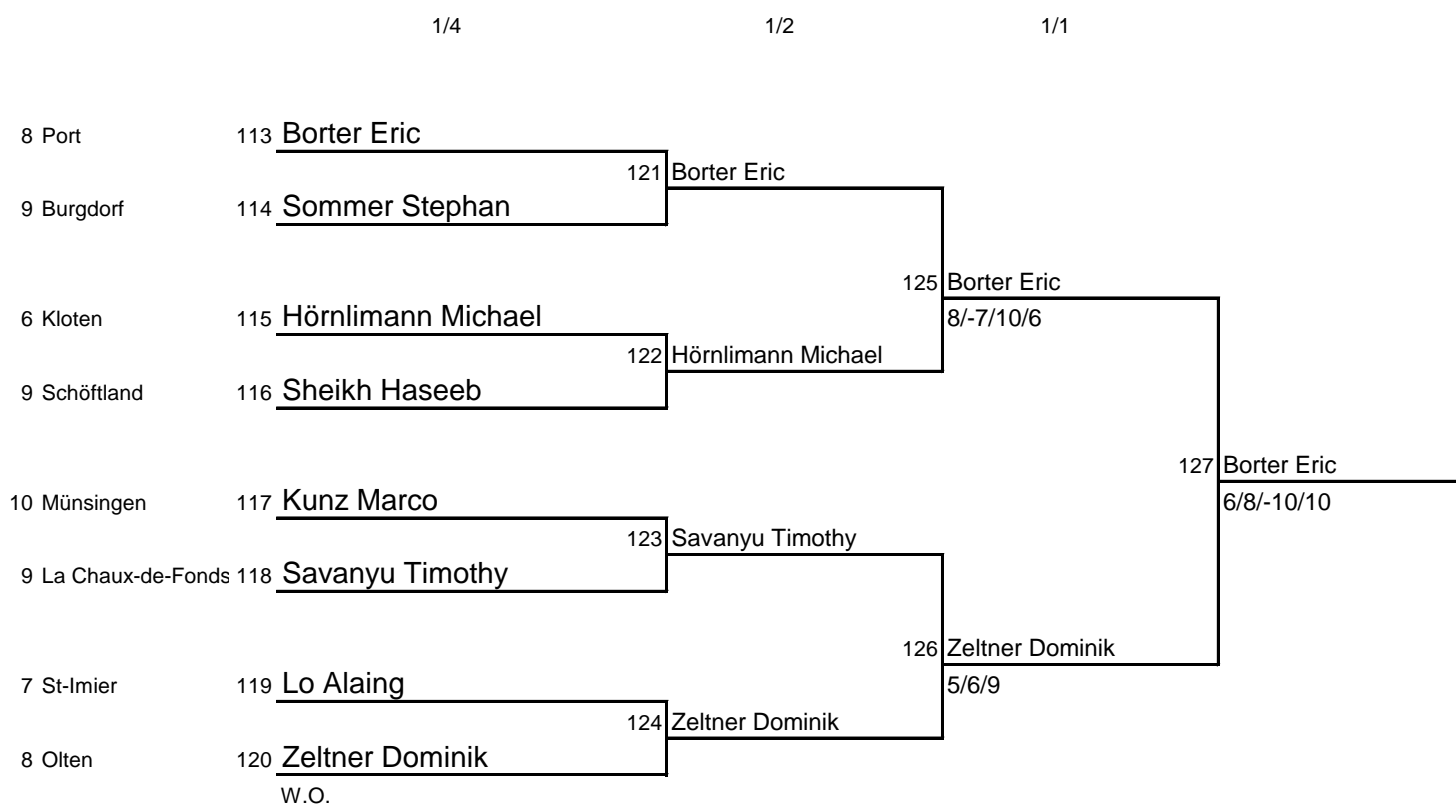 1/4 1/2 1/1
8 Port 113 Borter Eric
121 Borter Eric
9 Burgdorf 114 Sommer Stephan
125 Borter Eric
6 Kloten 115 Hörnlimann Michael
8/-7/10/6
122 Hörnlimann Michael
9 Schöftland 116 Sheikh Haseeb
127 Borter Eric
10 Münsingen 117 Kunz Marco
6/8/-10/10
123 Savanyu Timothy
9 La Chaux-de-Fonds 118 Savanyu Timothy
126 Zeltner Dominik
7 St-Imier 119 Lo Alaing
5/6/9
124 Zeltner Dominik
8 Olten 120 Zeltner Dominik
W.O.